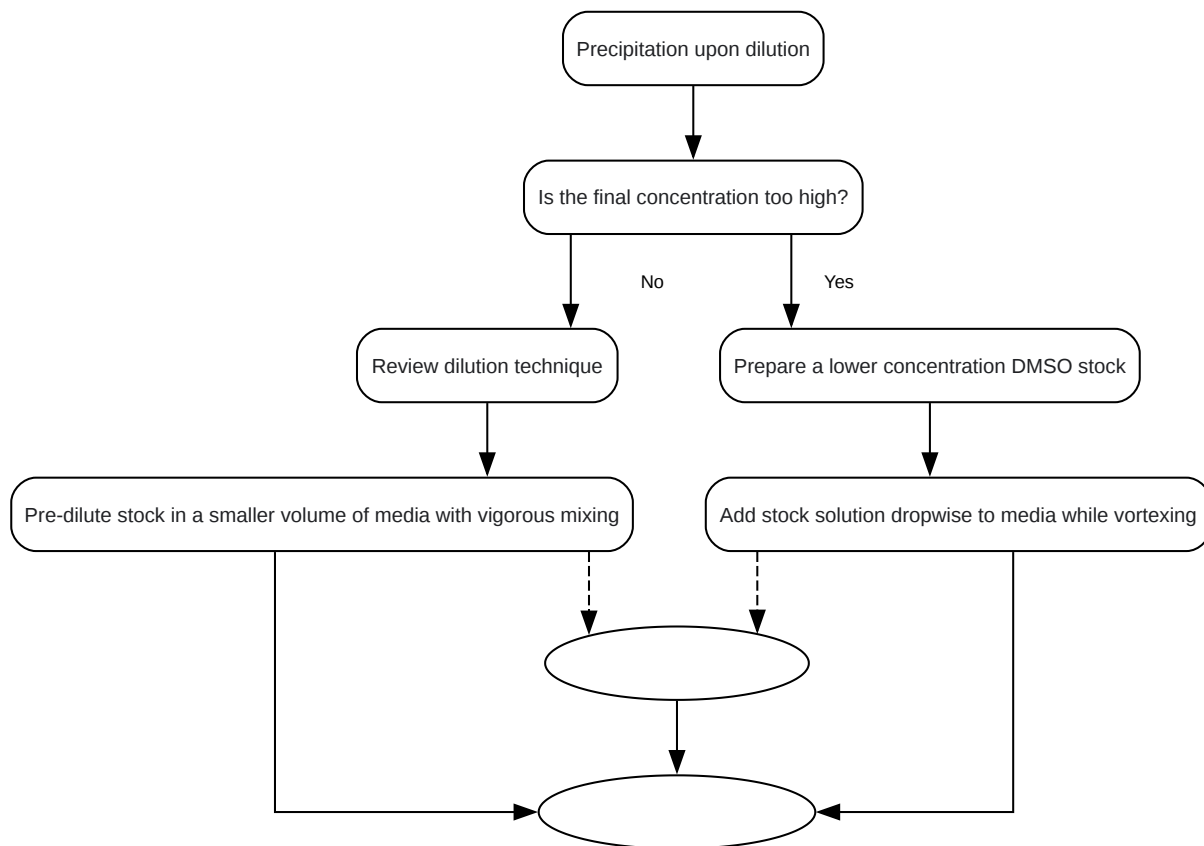 Precipitation upon dilution
Is the final concentration too high?
No
Yes
Review dilution technique
Prepare a lower concentration DMSO stock
Pre-dilute stock in a smaller volume of media with vigorous mixing
Add stock solution dropwise to media while vortexing